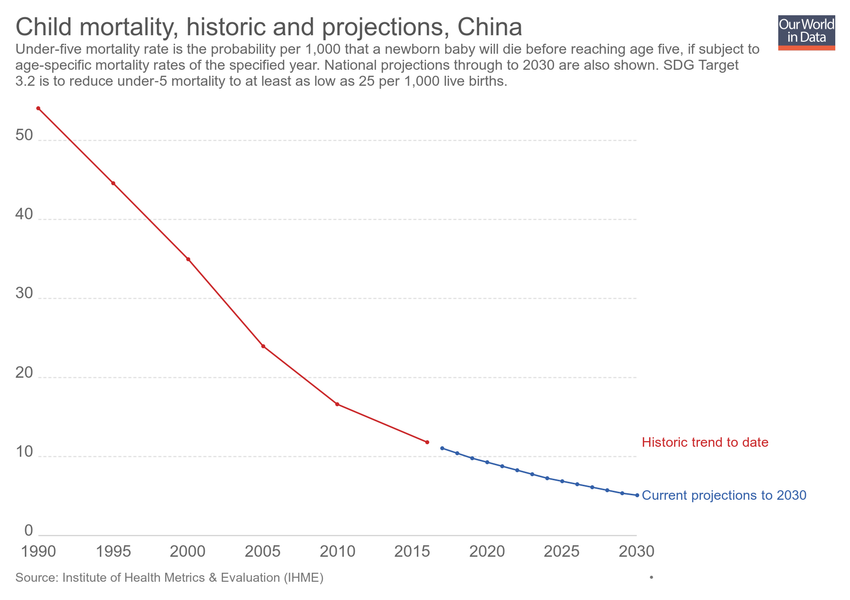 Child mortality, historic and projections, China
Our World
in Data
Under-five mortality rate is the probability per 1,000 that a newborn baby will die before reaching age five, if subject to
age-specific mortality rates of the specified year. National projections through to 2030 are also shown. SDG Target
3.2 is to reduce under-5 mortality to at least as low as 25 per 1,000 live births.
50
40
30
20
10
0
Historic trend to date
Current projections to 2030
1990 1995 2000 2005 2010 2015 2020 2025 2030
Source: Institute of Health Metrics & Evaluation (IHME)